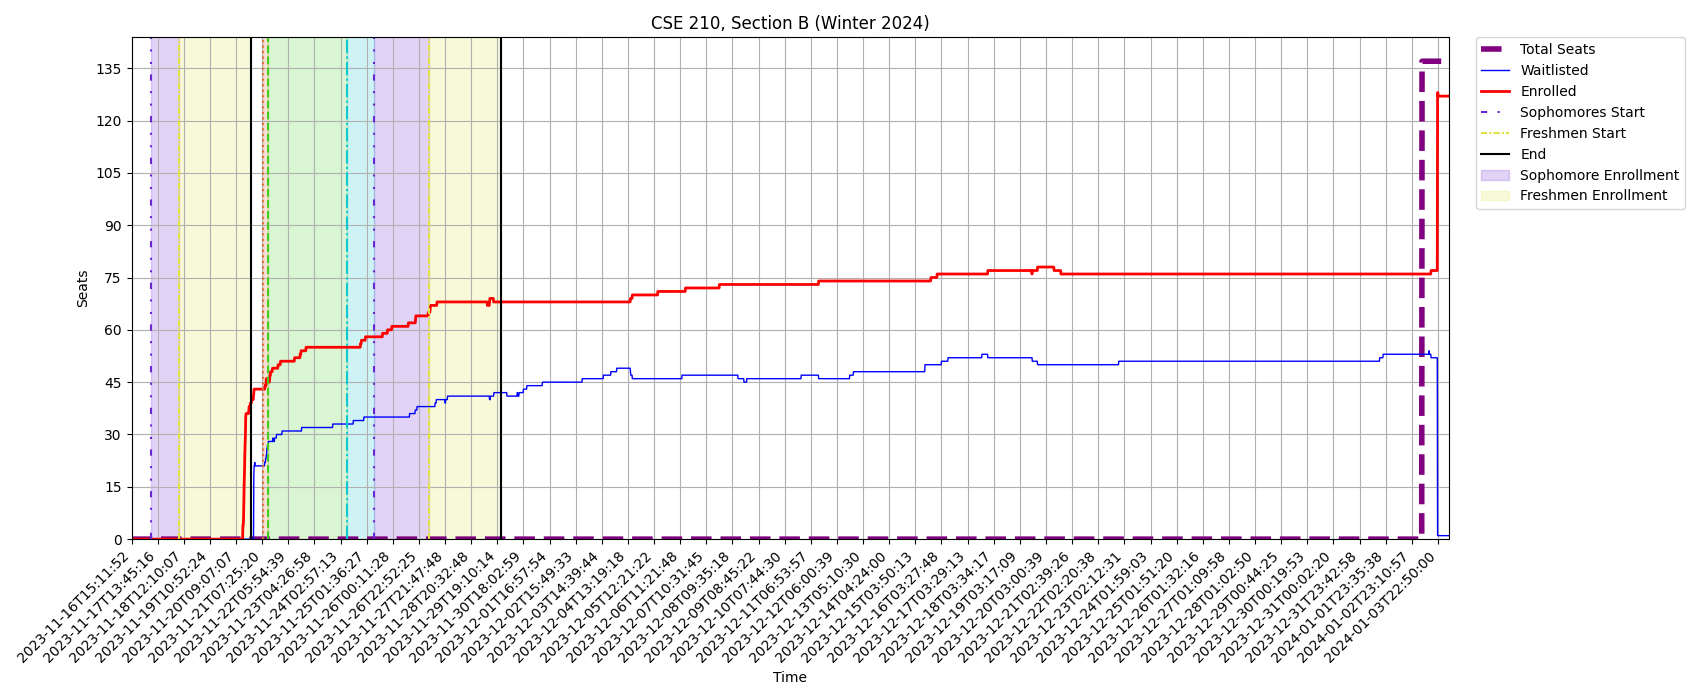 CSE 210, Section B (Winter 2024)
Total Seats
Waitlisted
Enrolled
Sophomores Start
Freshmen Start
End
Sophomore Enrollment
Freshmen Enrollment
Seats
135
120
105
90
75
60
45
30
15
0
2023-11-16T15:11:52
2023-11-17T13:45:16
2023-11-18T12:10:07
2023-11-19T10:52:24
2023-11-20T09:07:07
2023-11-21T07:25:20
2023-11-22T05:54:39
2023-11-23T04:26:58
2023-11-24T02:57:13
2023-11-25T01:36:27
2023-11-26T00:11:28
2023-11-26T22:52:25
2023-11-27T21:47:48
2023-11-28T20:32:48
2023-11-29T19:10:14
2023-11-30T18:02:59
2023-12-01T16:57:54
2023-12-02T15:49:33
2023-12-03T14:39:44
2023-12-04T13:19:18
2023-12-05T12:21:22
2023-12-06T11:21:48
2023-12-07T10:31:45
2023-12-08T09:35:18
2023-12-09T08:45:22
2023-12-10T07:44:30
2023-12-11T06:53:57
2023-12-12T06:00:39
2023-12-13T05:10:30
2023-12-14T04:24:00
2023-12-15T03:50:13
2023-12-16T03:27:48
2023-12-17T03:29:13
2023-12-18T03:34:17
2023-12-19T03:17:09
2023-12-20T03:00:39
2023-12-21T02:39:26
2023-12-22T02:20:38
2023-12-23T02:12:31
2023-12-24T01:59:03
2023-12-25T01:51:20
2023-12-26T01:32:16
2023-12-27T01:09:58
2023-12-28T01:02:50
2023-12-29T00:44:25
2023-12-30T00:19:53
2023-12-31T00:02:20
2023-12-31T23:42:58
2024-01-01T23:35:38
2024-01-02T23:10:57
2024-01-03T22:50:00
Time